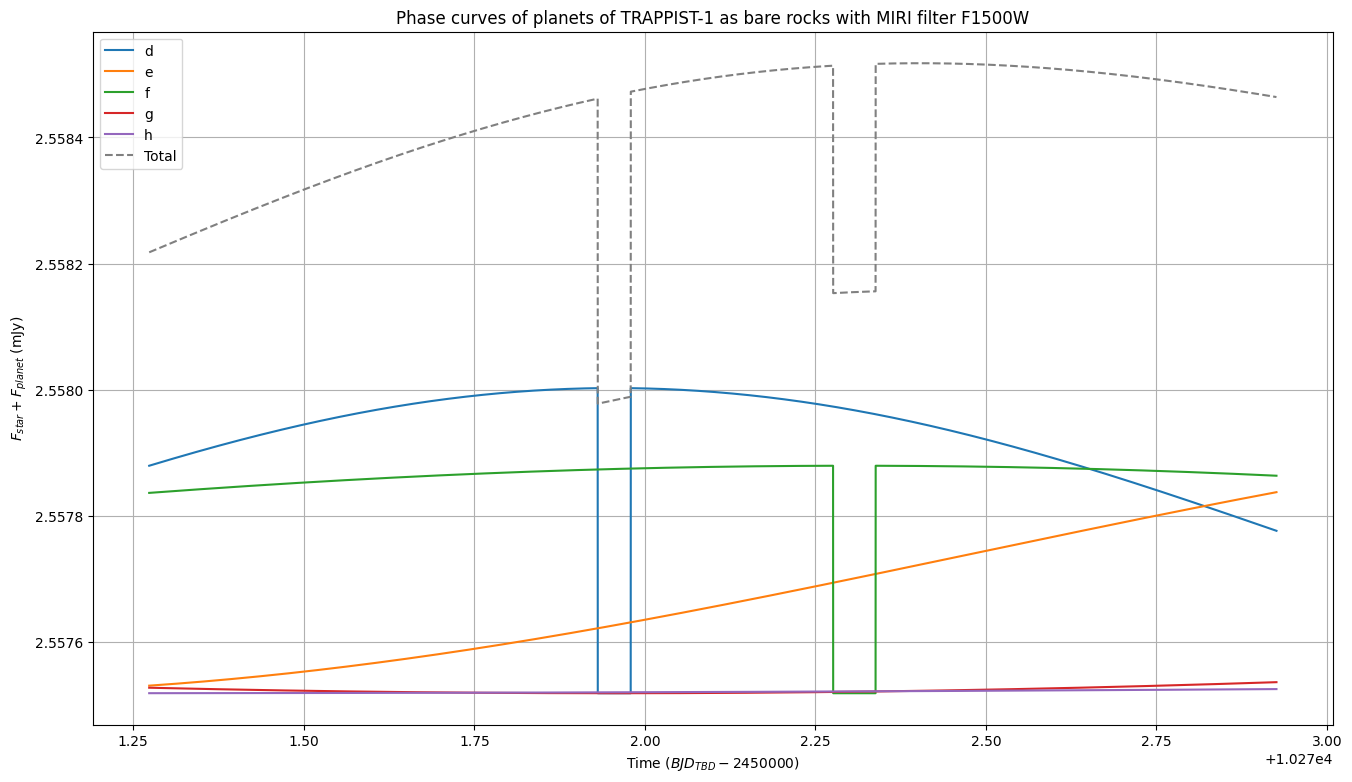 Phase curves of planets of TRAPPIST-1 as bare rocks with MIRI filter F1500W
d
e
f
g
h
Total
2.5584
2.5582
2.5580
2.5578
2.5576
F_star + F_planet (mJy)
1.25 1.50 1.75 2.00 2.25 2.50 2.75 3.00
+1.027e4
Time (BJD_TBD − 2450000)